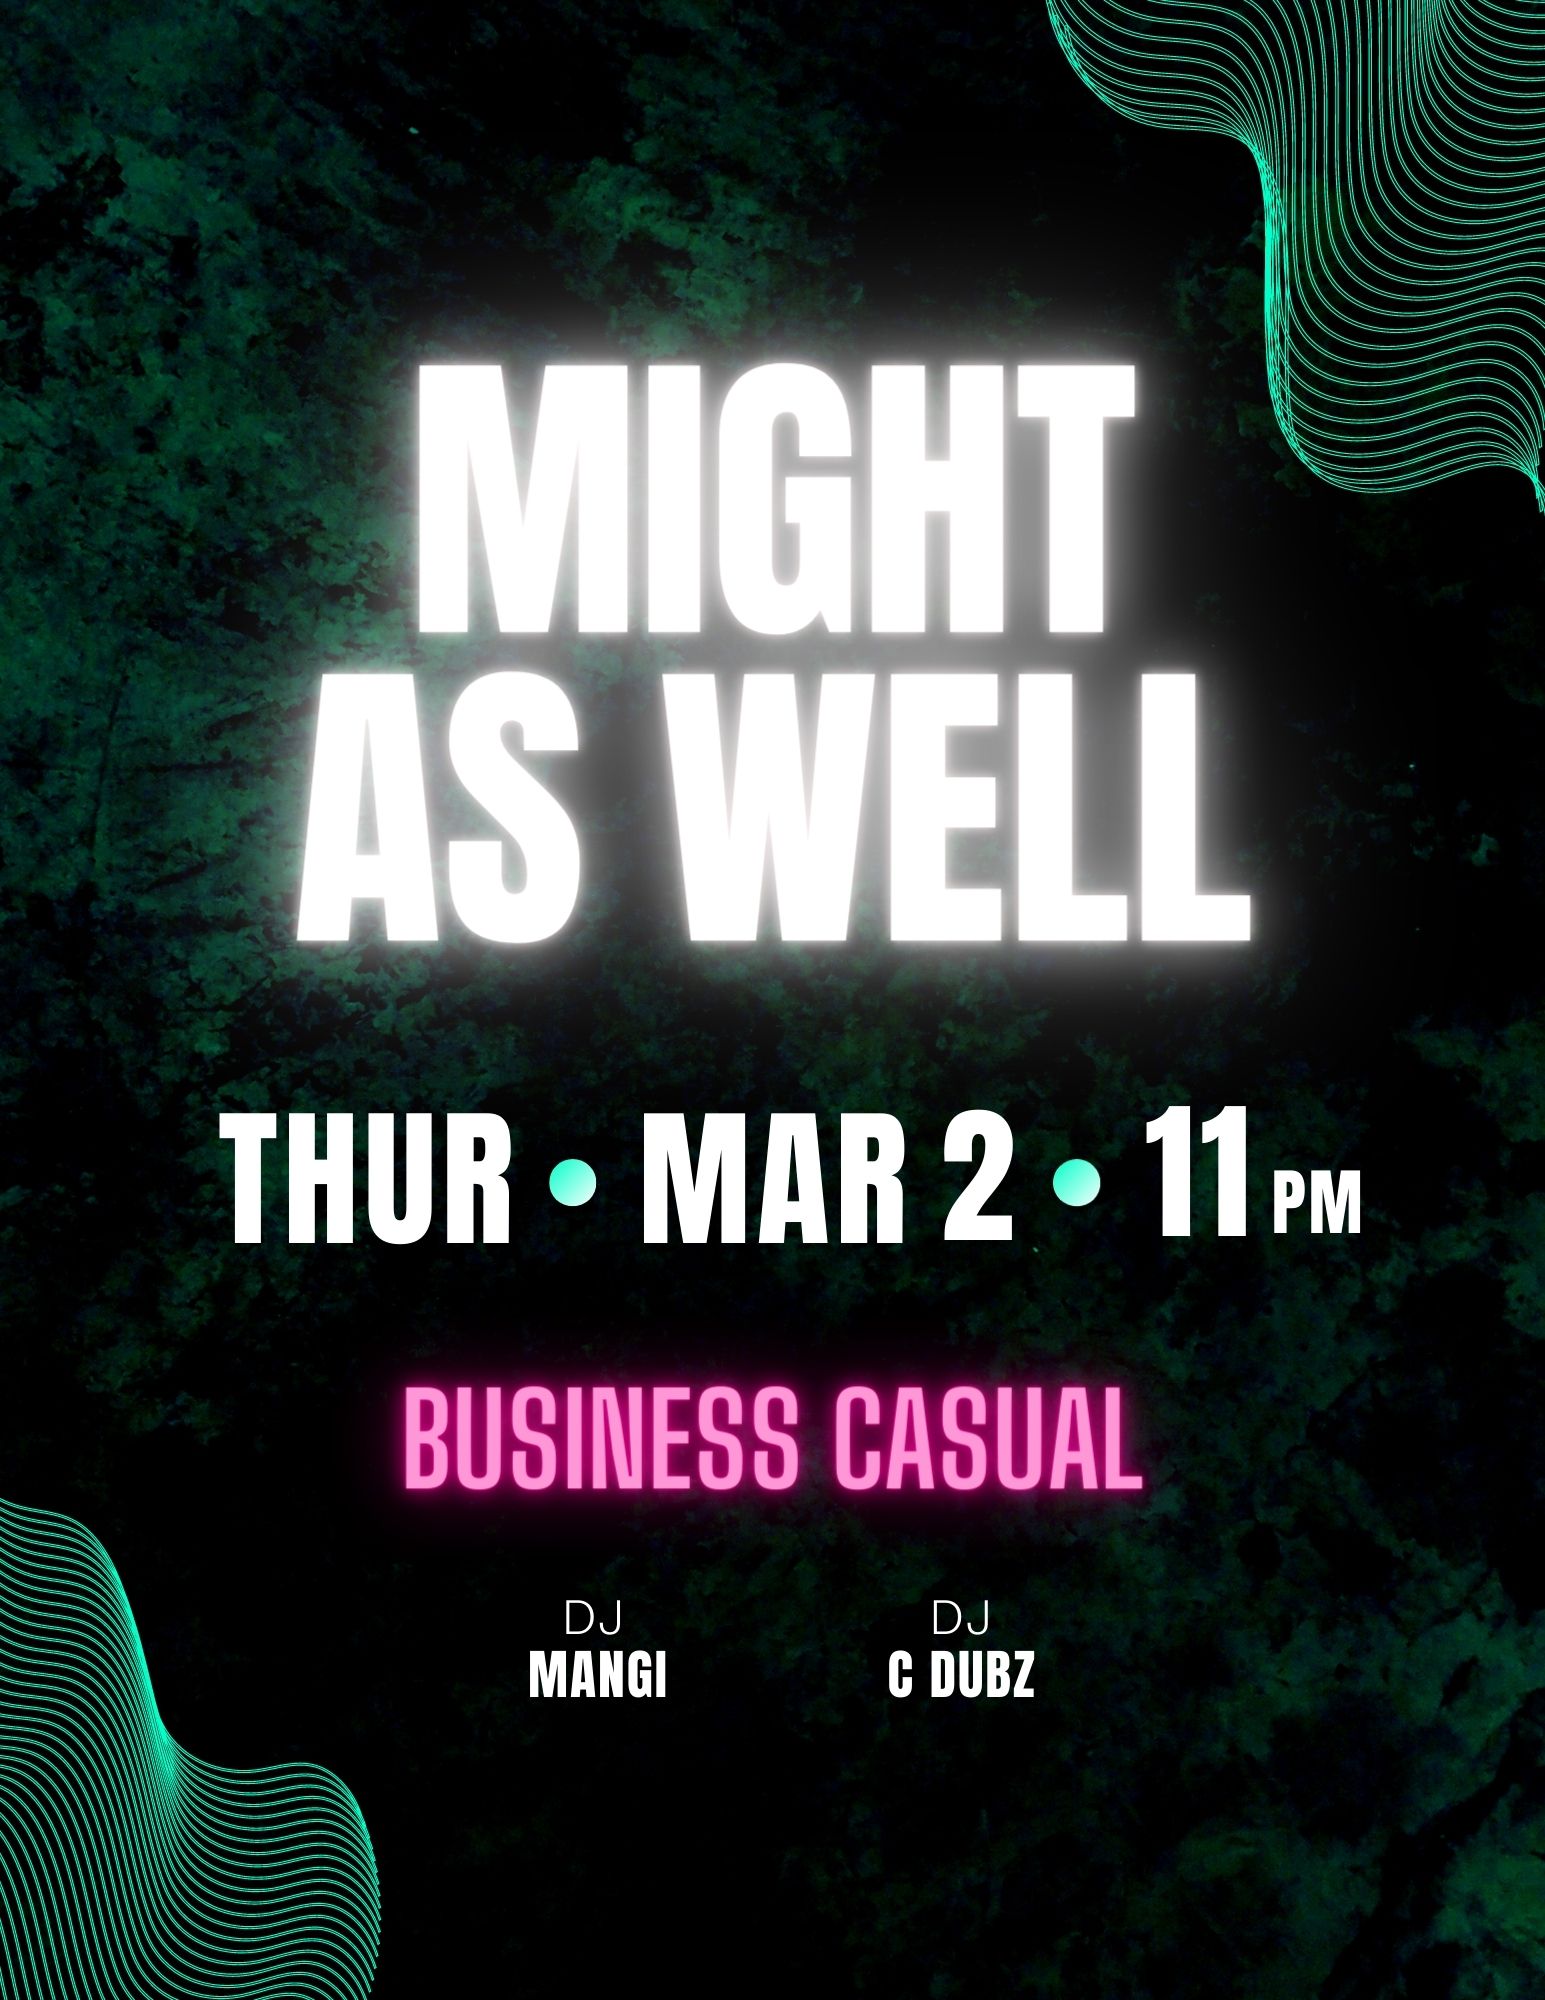 MIGHT
AS WELL
THUR • MAR 2 • 11 PM
BUSINESS CASUAL
DJ DJ
MANGI C DUBZ